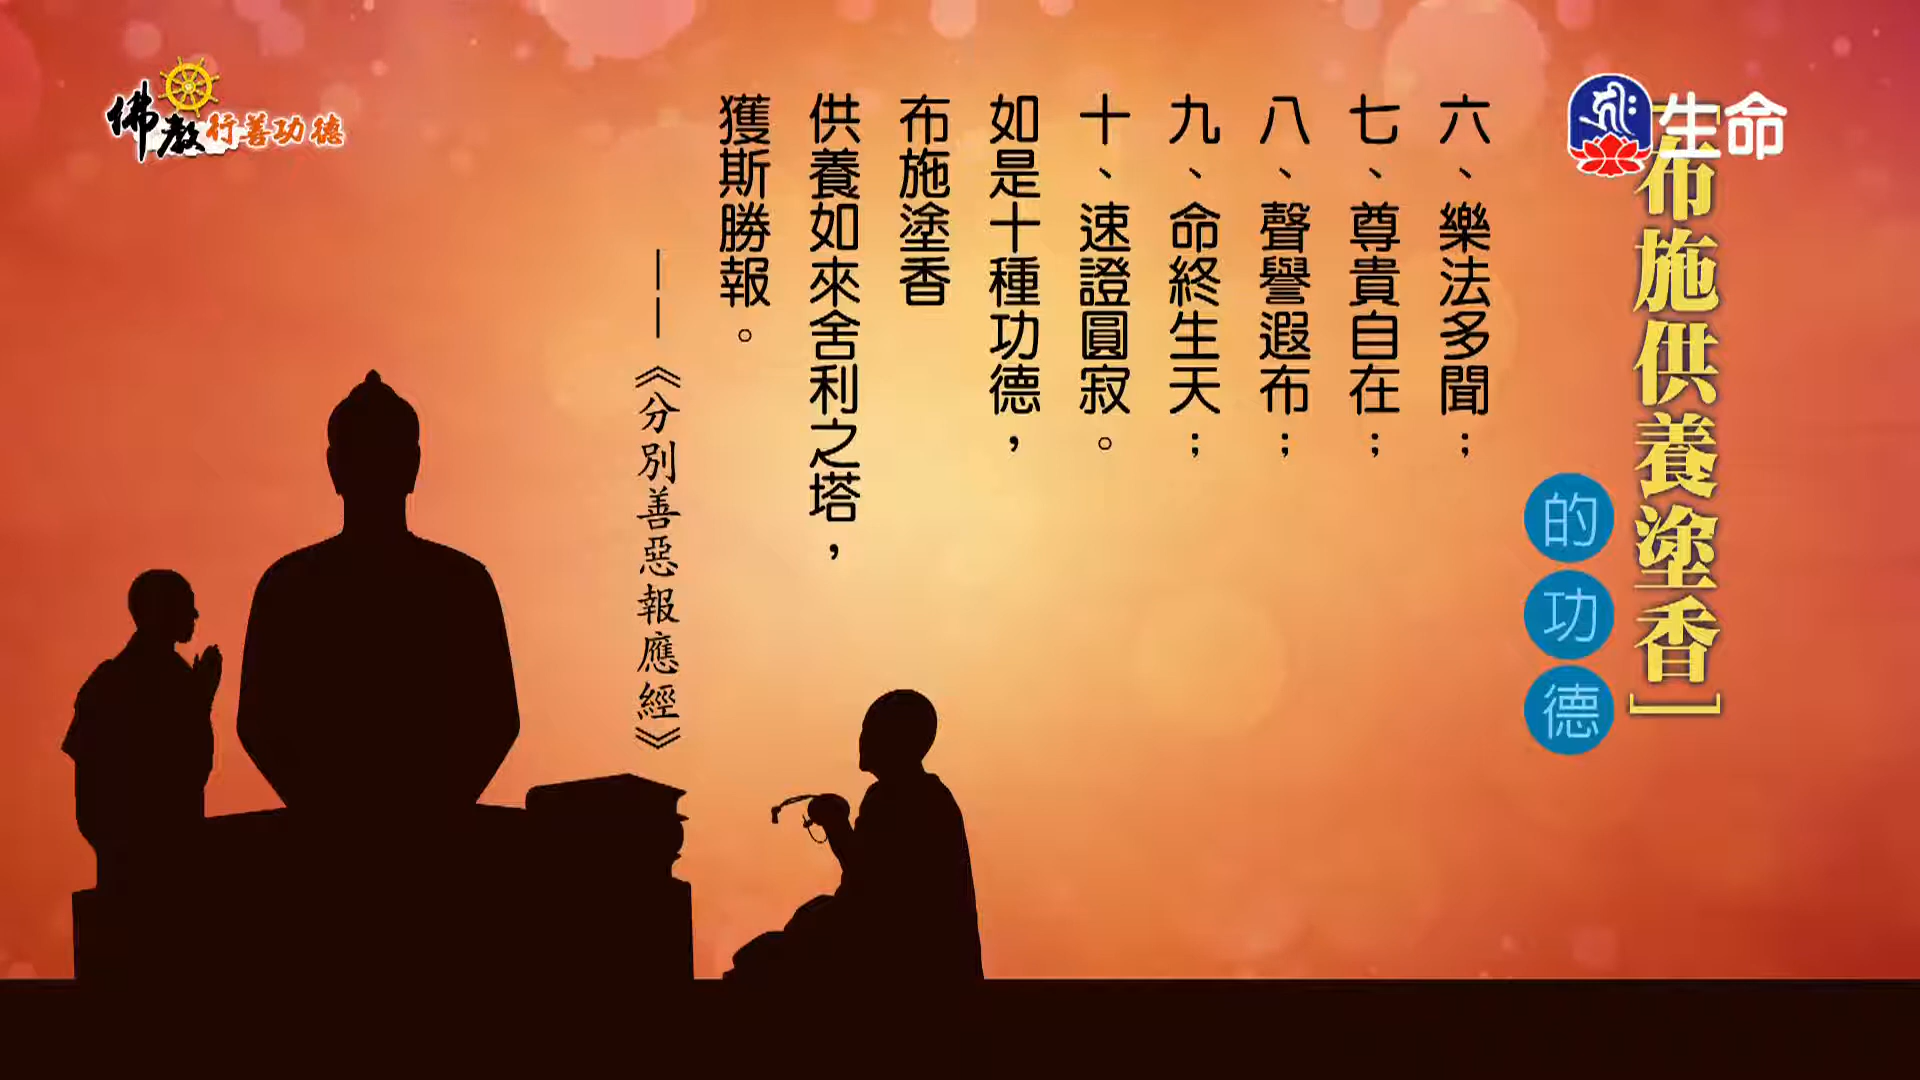 「布施供養塗香」
的功德
六、樂法多聞；
七、尊貴自在；
八、聲譽遐布；
九、命終生天；
十、速證圓寂。
如是十種功德，
布施塗香
供養如來舍利之塔，
獲斯勝報。
——《分別善惡報應經》
生命
佛教行善功德